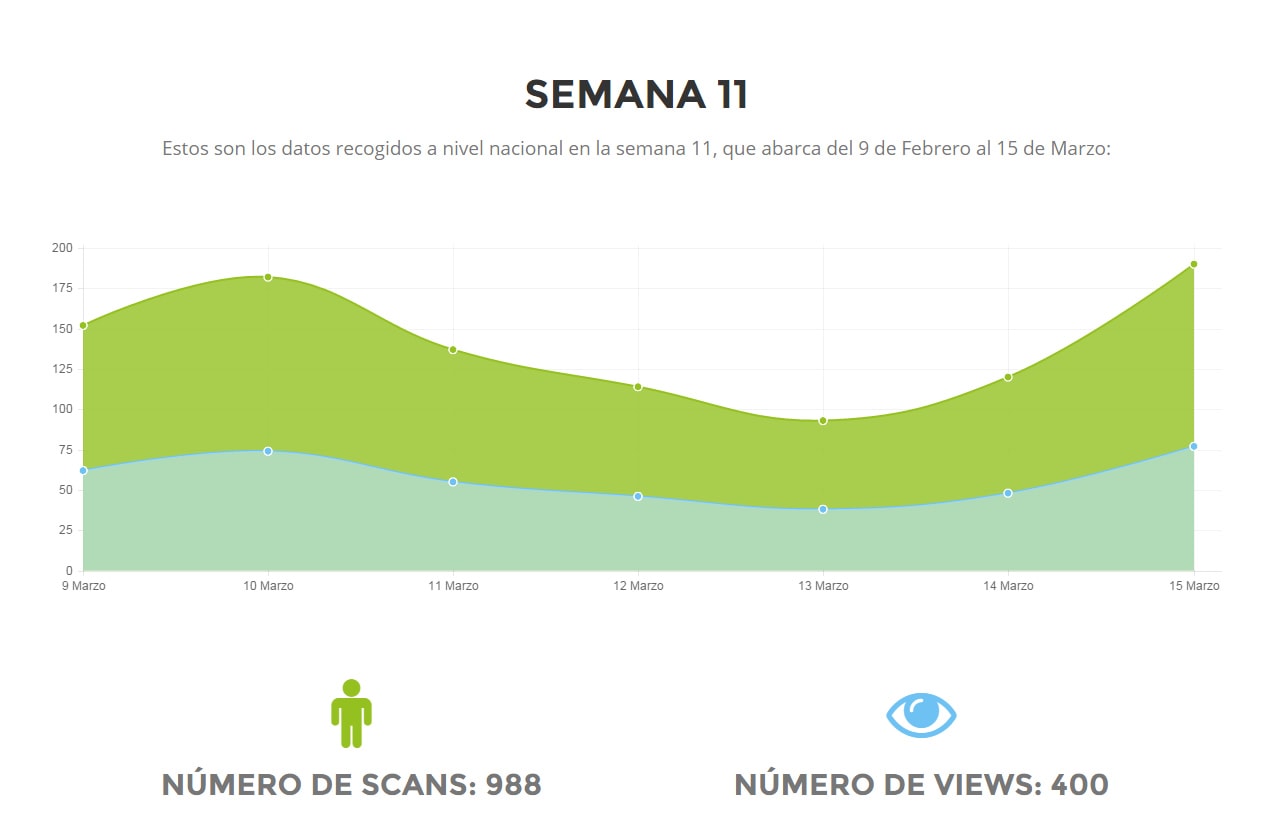 SEMANA 11
Estos son los datos recogidos a nivel nacional en la semana 11, que abarca del 9 de Febrero al 15 de Marzo:
200
175
150
125
100
75
50
25
0
9 Marzo 10 Marzo 11 Marzo 12 Marzo 13 Marzo 14 Marzo 15 Marzo
NÚMERO DE SCANS: 988 NÚMERO DE VIEWS: 400